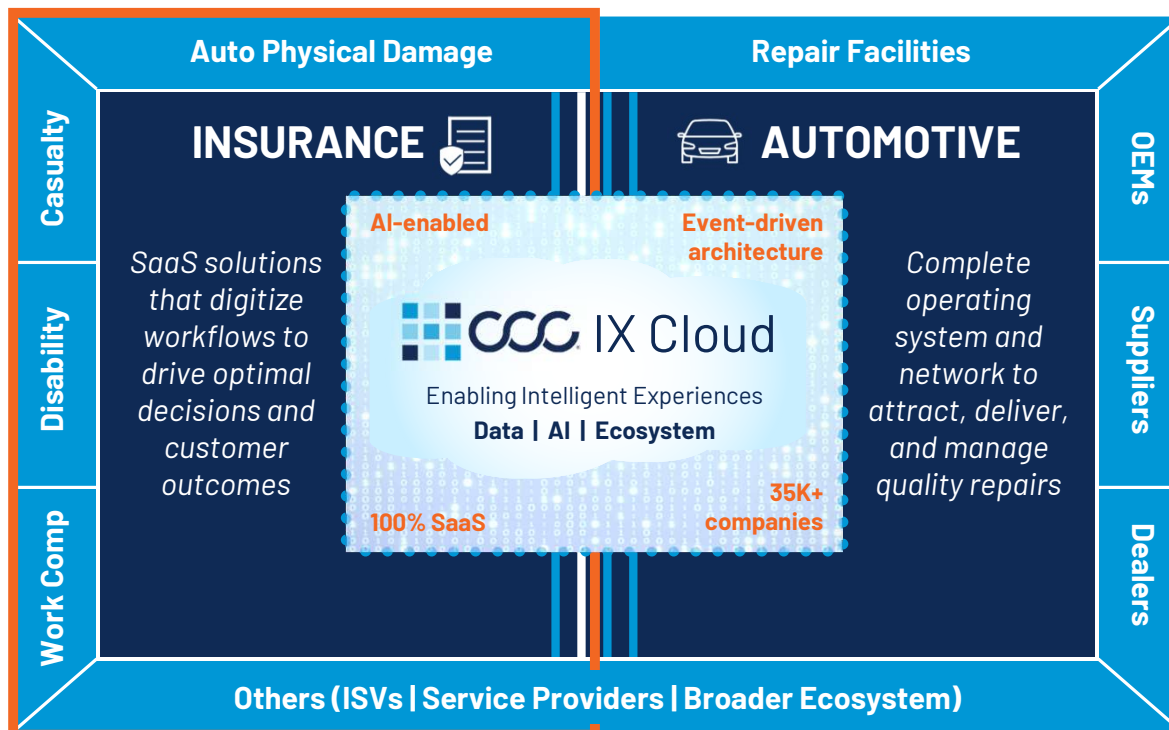 Auto Physical Damage
Repair Facilities
Casualty
Disability
Work Comp
INSURANCE
SaaS solutions
that digitize
workflows to
drive optimal
decisions and
customer
outcomes
AI-enabled
Event-driven
architecture
CCC IX Cloud
Enabling Intelligent Experiences
Data | AI | Ecosystem
100% SaaS
35K+
companies
AUTOMOTIVE
Complete
operating
system and
network to
attract, deliver,
and manage
quality repairs
OEMs
Suppliers
Dealers
Others (ISVs | Service Providers | Broader Ecosystem)